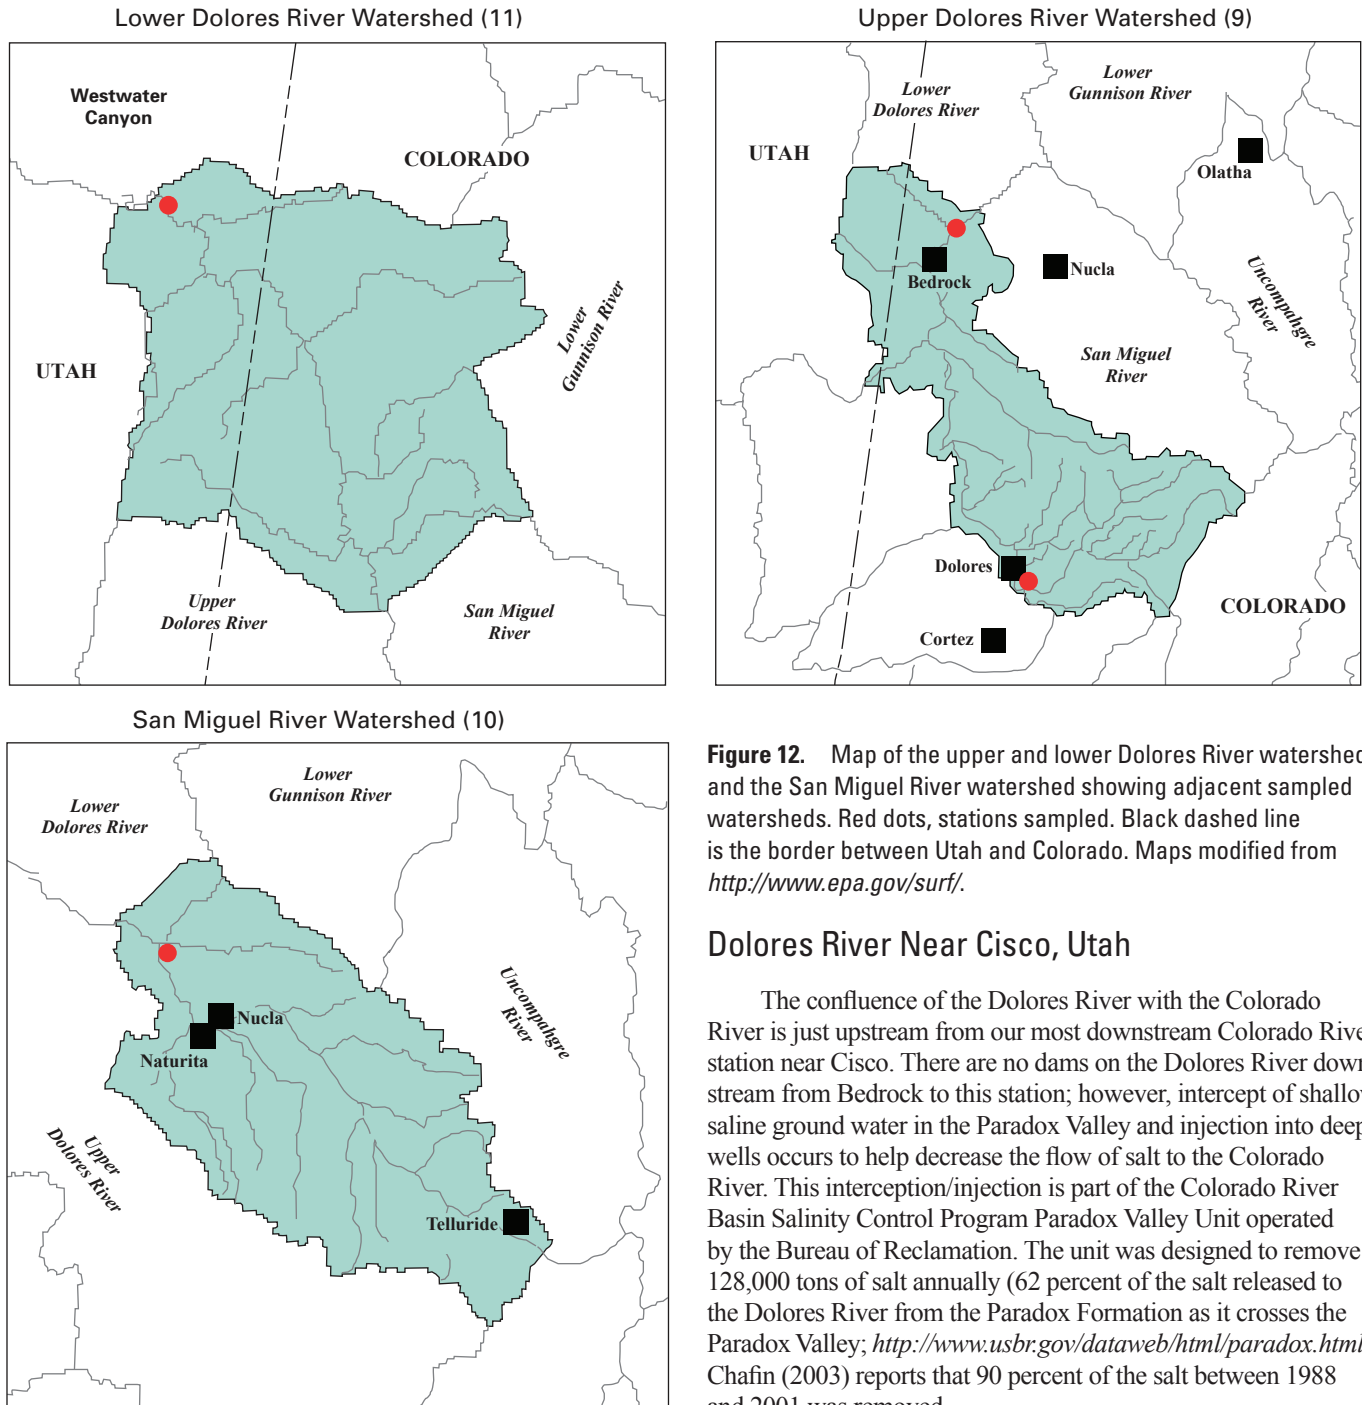 Lower Dolores River Watershed (11)
Westwater
Canyon
COLORADO
UTAH
Lower
Gunnison River
Upper
Dolores River
San Miguel
River
Upper Dolores River Watershed (9)
Lower
Dolores River
Lower
Gunnison River
UTAH
Olatha
Bedrock
Nucla
Uncompahgre
River
San Miguel
River
Dolores
COLORADO
Cortez
San Miguel River Watershed (10)
Lower
Gunnison River
Lower
Dolores River
Uncompahgre
River
Nucla
Naturita
Upper
Dolores River
Telluride
Figure 12. Map of the upper and lower Dolores River watershed
and the San Miguel River watershed showing adjacent sampled
watersheds. Red dots, stations sampled. Black dashed line
is the border between Utah and Colorado. Maps modified from
http://www.epa.gov/surf/.
Dolores River Near Cisco, Utah
The confluence of the Dolores River with the Colorado
River is just upstream from our most downstream Colorado Rive
station near Cisco. There are no dams on the Dolores River down
stream from Bedrock to this station; however, intercept of shallow
saline ground water in the Paradox Valley and injection into deep
wells occurs to help decrease the flow of salt to the Colorado
River. This interception/injection is part of the Colorado River
Basin Salinity Control Program Paradox Valley Unit operated
by the Bureau of Reclamation. The unit was designed to remove
128,000 tons of salt annually (62 percent of the salt released to
the Dolores River from the Paradox Formation as it crosses the
Paradox Valley; http://www.usbr.gov/dataweb/html/paradox.html
Chafin (2003) reports that 90 percent of the salt between 1988
and 2001 was removed